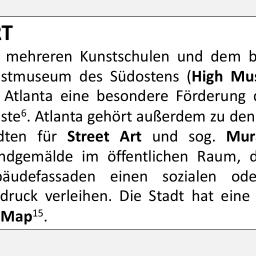 RT
mehreren Kunstschulen und dem b
stmuseum des Südostens (High Mus
Atlanta eine besondere Förderung
ste⁶. Atlanta gehört außerdem zu den
dten für Street Art und sog. Mur
ndgemälde im öffentlichen Raum, d
bäudefassaden einen sozialen ode
druck verleihen. Die Stadt hat eine
Map¹⁵.